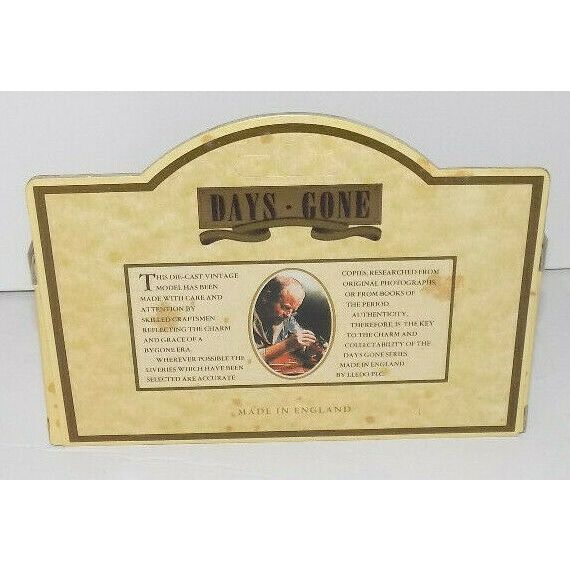 DAYS · GONE
THIS DIE-CAST VINTAGE
MODEL HAS BEEN
MADE WITH CARE AND
ATTENTION BY
SKILLED CRAFTSMEN
REFLECTING THE CHARM
AND GRACE OF A
BYGONE ERA.
WHEREVER POSSIBLE THE
LIVERIES WHICH HAVE BEEN
SELECTED ARE ACCURATE
COPIES, RESEARCHED FROM
ORIGINAL PHOTOGRAPHS,
OR FROM BOOKS OF
THE PERIOD.
AUTHENTICITY,
THEREFORE, IS THE KEY
TO THE CHARM AND
COLLECTABILITY OF THE
DAYS GONE SERIES.
MADE IN ENGLAND
BY LLEDO PLC.
MADE IN ENGLAND